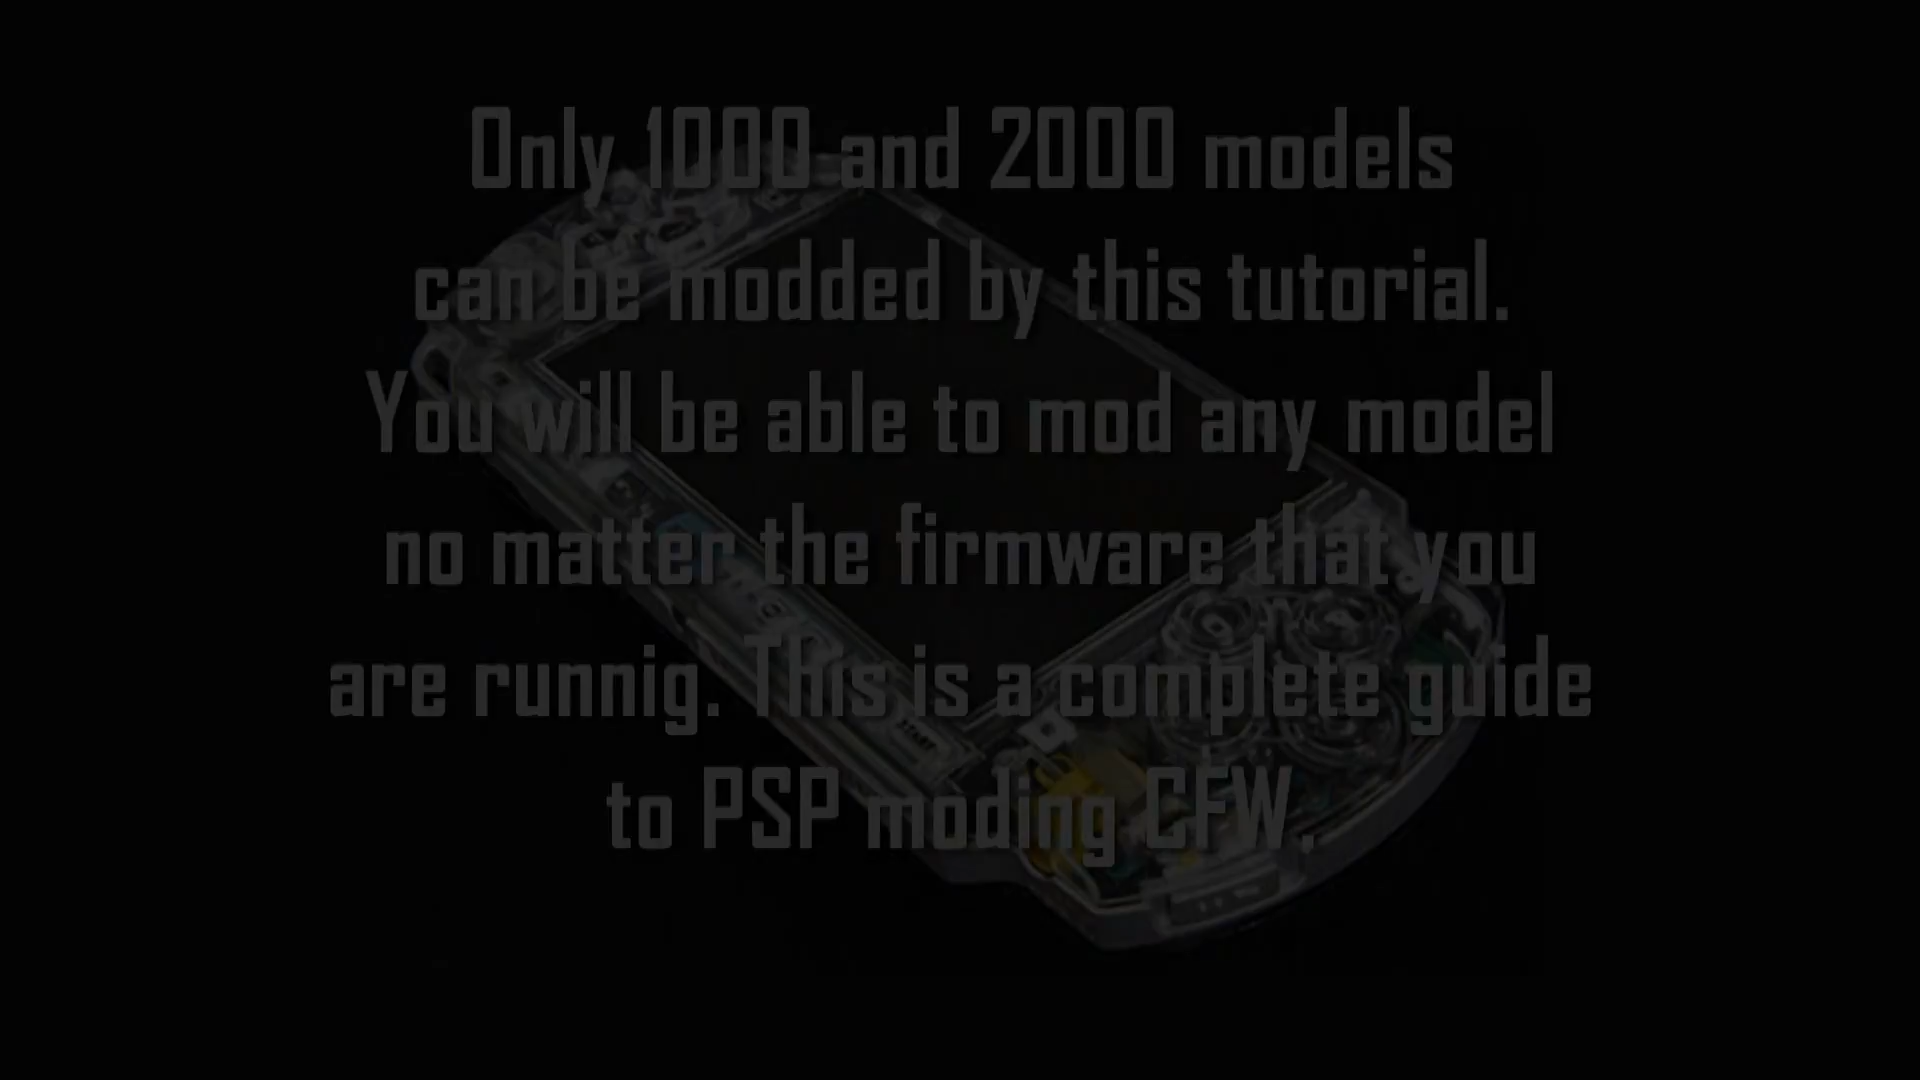 Only 1000 and 2000 models
can be modded by this tutorial.
You will be able to mod any model
no matter the firmware that you
are runnig. This is a complete guide
to PSP moding CFW.
START